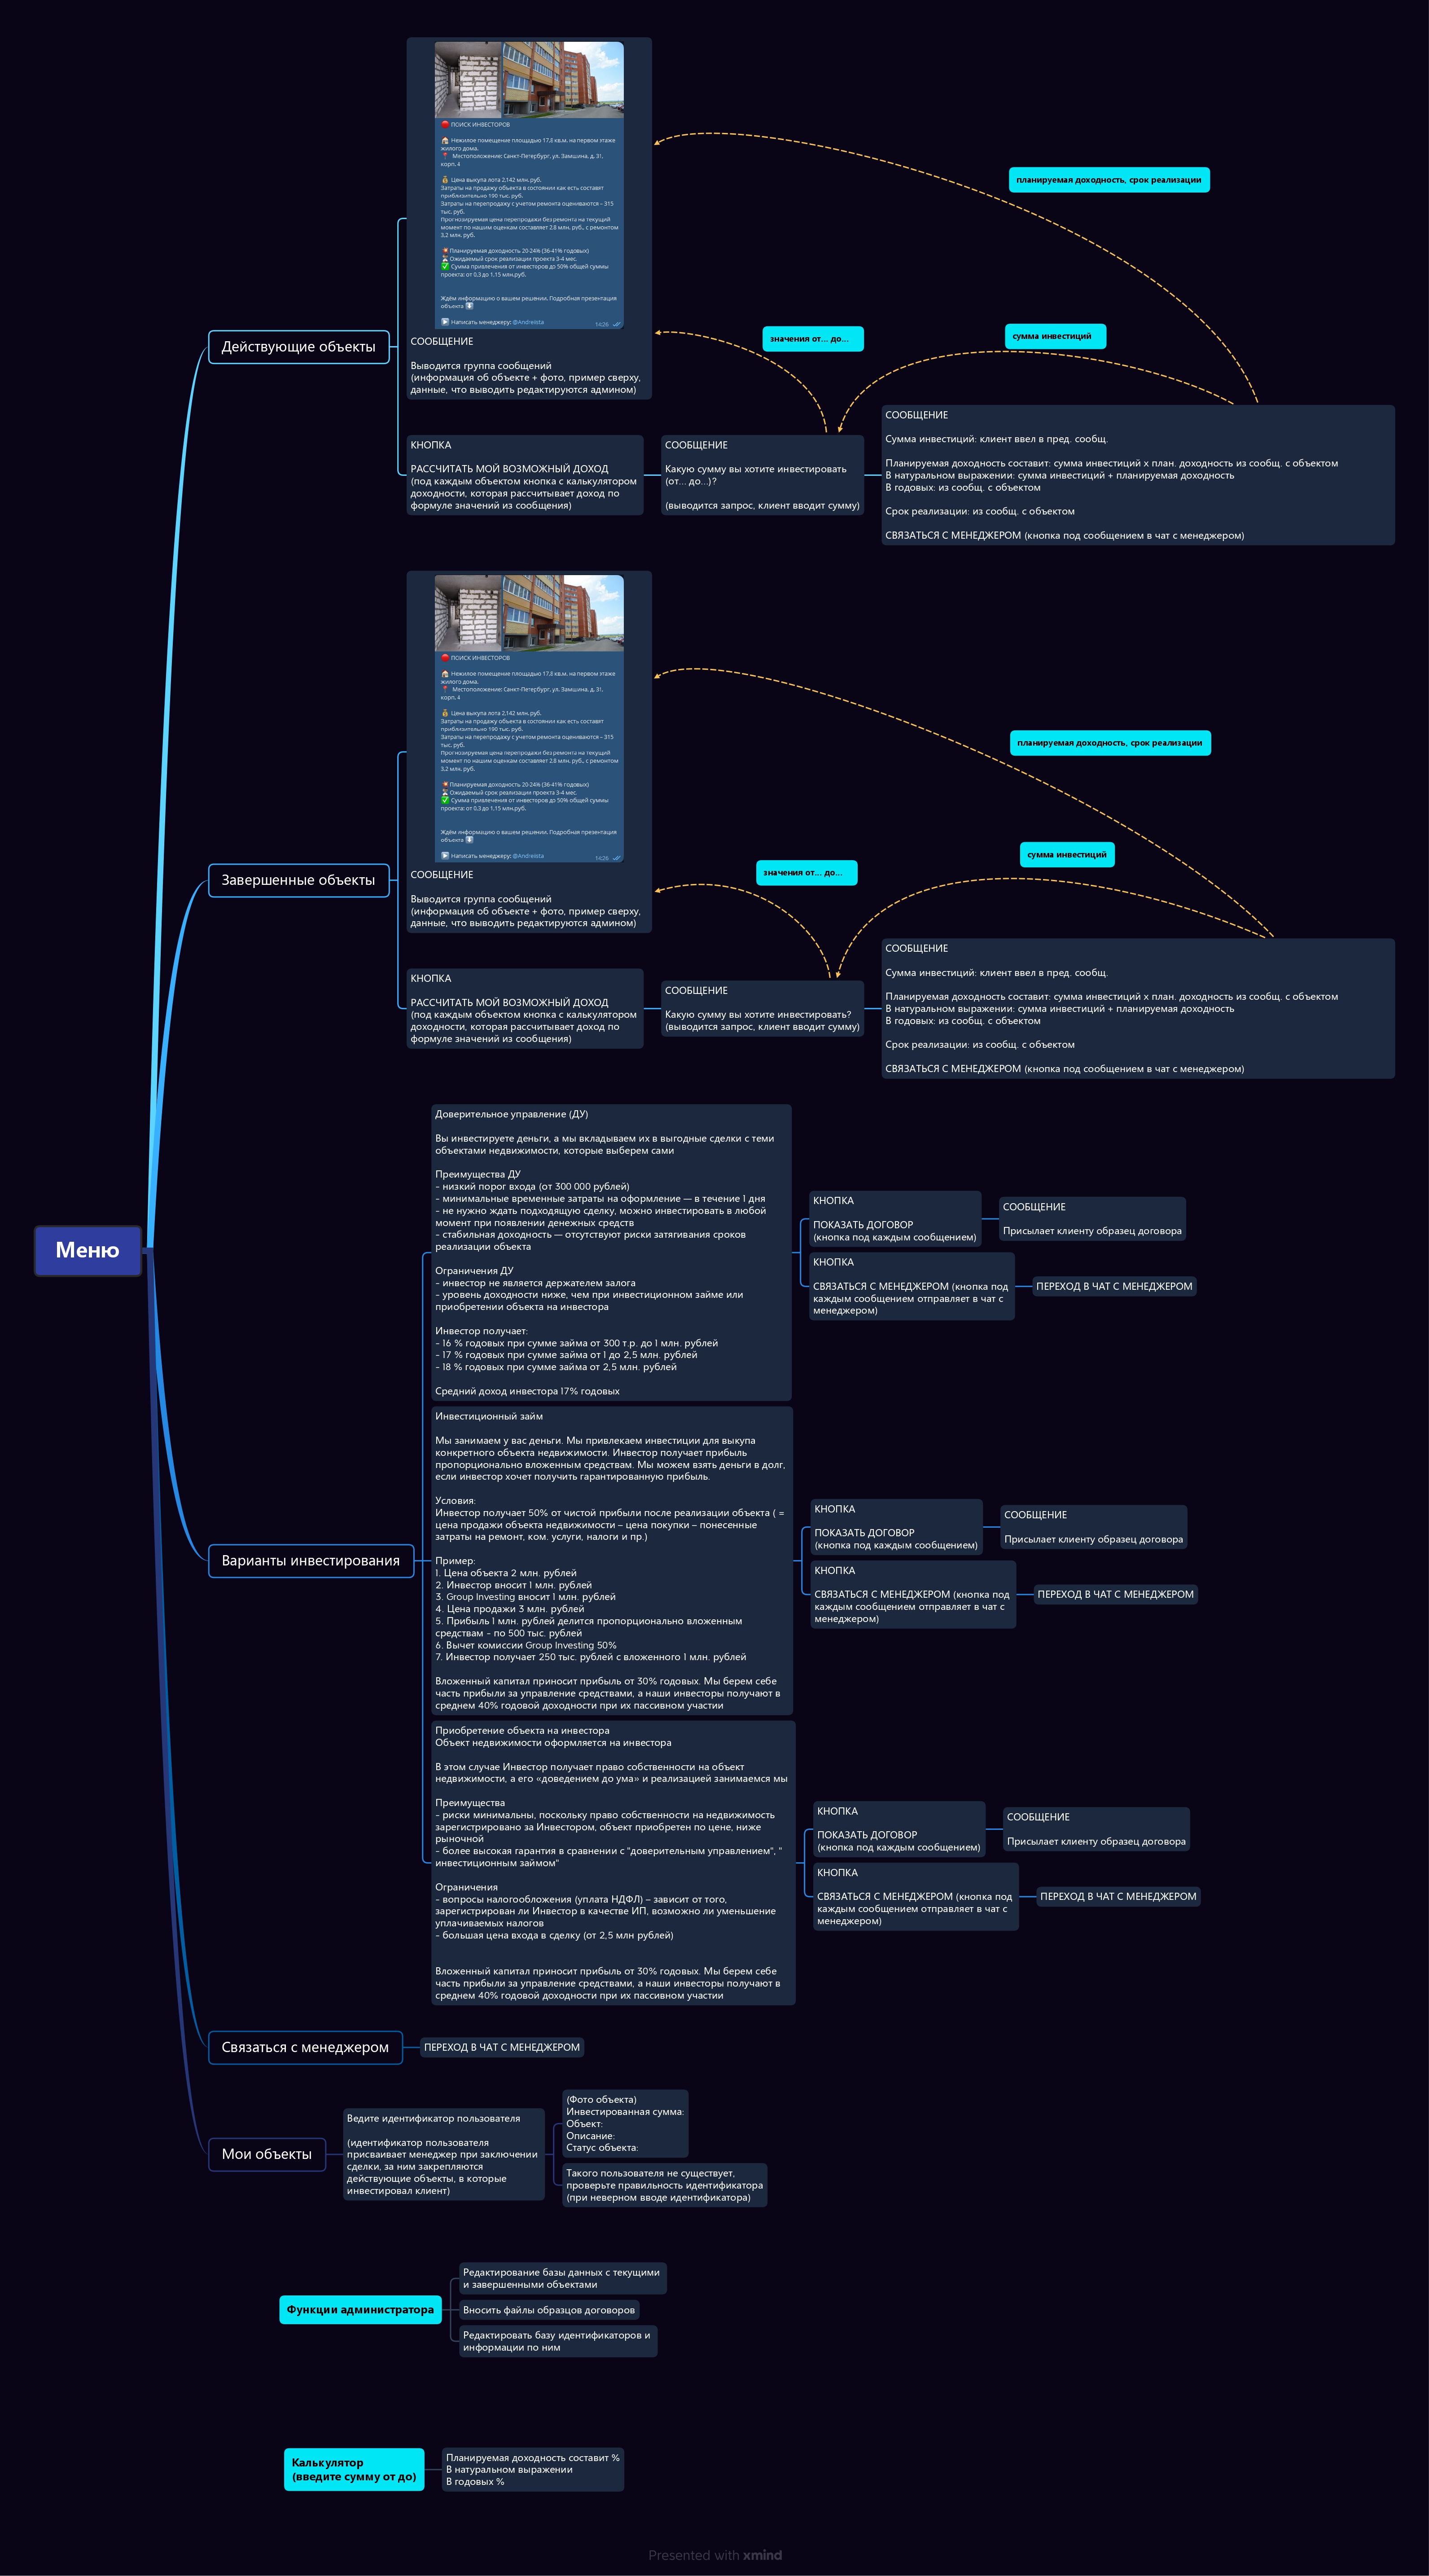 ПОИСК ИНВЕСТОРОВ
Нежилое помещение площадью 17,8 кв.м. на первом этаже
жилого дома.
Местоположение: Санкт-Петербург, ул. Замшина, д. 31,
корп. 4
Цена выкупа лота 2,142 млн. руб.
Затраты на продажу объекта в состоянии как есть составят
приблизительно 190 тыс. руб.
Затраты на перепродажу с учетом ремонта оцениваются – 315
тыс. руб.
Прогнозируемая цена перепродажи без ремонта на текущий
момент по нашим оценкам составляет 2.8 млн. руб., с ремонтом
3,2 млн. руб.
Планируемая доходность 20-24% (36-41% годовых)
Ожидаемый срок реализации проекта 3-4 мес.
Сумма привлечения от инвесторов до 50% общей суммы
проекта: от 0,3 до 1,15 млн.руб.
Ждём информацию о вашем решении. Подробная презентация
объекта
Написать менеджеру: @Andreiista
14:26
СООБЩЕНИЕ
Выводится группа сообщений
(информация об объекте + фото, пример сверху,
данные, что выводить редактируются админом)
планируемая доходность, срок реализации
значения от... до...
сумма инвестиций
Действующие объекты
КНОПКА
РАССЧИТАТЬ МОЙ ВОЗМОЖНЫЙ ДОХОД
(под каждым объектом кнопка с калькулятором
доходности, которая рассчитывает доход по
формуле значений из сообщения)
СООБЩЕНИЕ
Какую сумму вы хотите инвестировать
(от... до...)?
(выводится запрос, клиент вводит сумму)
СООБЩЕНИЕ
Сумма инвестиций: клиент ввел в пред. сообщ.
Планируемая доходность составит: сумма инвестиций х план. доходность из сообщ. с объектом
В натуральном выражении: сумма инвестиций + планируемая доходность
В годовых: из сообщ. с объектом
Срок реализации: из сообщ. с объектом
СВЯЗАТЬСЯ С МЕНЕДЖЕРОМ (кнопка под сообщением в чат с менеджером)
ПОИСК ИНВЕСТОРОВ
Нежилое помещение площадью 17,8 кв.м. на первом этаже
жилого дома.
Местоположение: Санкт-Петербург, ул. Замшина, д. 31,
корп. 4
Цена выкупа лота 2,142 млн. руб.
Затраты на продажу объекта в состоянии как есть составят
приблизительно 190 тыс. руб.
Затраты на перепродажу с учетом ремонта оцениваются – 315
тыс. руб.
Прогнозируемая цена перепродажи без ремонта на текущий
момент по нашим оценкам составляет 2.8 млн. руб., с ремонтом
3,2 млн. руб.
Планируемая доходность 20-24% (36-41% годовых)
Ожидаемый срок реализации проекта 3-4 мес.
Сумма привлечения от инвесторов до 50% общей суммы
проекта: от 0,3 до 1,15 млн.руб.
Ждём информацию о вашем решении. Подробная презентация
объекта
Написать менеджеру: @Andreiista
14:26
СООБЩЕНИЕ
Выводится группа сообщений
(информация об объекте + фото, пример сверху,
данные, что выводить редактируются админом)
планируемая доходность, срок реализации
сумма инвестиций
значения от... до...
Завершенные объекты
КНОПКА
РАССЧИТАТЬ МОЙ ВОЗМОЖНЫЙ ДОХОД
(под каждым объектом кнопка с калькулятором
доходности, которая рассчитывает доход по
формуле значений из сообщения)
СООБЩЕНИЕ
Какую сумму вы хотите инвестировать?
(выводится запрос, клиент вводит сумму)
СООБЩЕНИЕ
Сумма инвестиций: клиент ввел в пред. сообщ.
Планируемая доходность составит: сумма инвестиций х план. доходность из сообщ. с объектом
В натуральном выражении: сумма инвестиций + планируемая доходность
В годовых: из сообщ. с объектом
Срок реализации: из сообщ. с объектом
СВЯЗАТЬСЯ С МЕНЕДЖЕРОМ (кнопка под сообщением в чат с менеджером)
Меню
Варианты инвестирования
Доверительное управление (ДУ)
Вы инвестируете деньги, а мы вкладываем их в выгодные сделки с теми
объектами недвижимости, которые выберем сами
Преимущества ДУ
- низкий порог входа (от 300 000 рублей)
- минимальные временные затраты на оформление — в течение 1 дня
- не нужно ждать подходящую сделку, можно инвестировать в любой
момент при появлении денежных средств
- стабильная доходность — отсутствуют риски затягивания сроков
реализации объекта
Ограничения ДУ
- инвестор не является держателем залога
- уровень доходности ниже, чем при инвестиционном займе или
приобретении объекта на инвестора
Инвестор получает:
- 16 % годовых при сумме займа от 300 т.р. до 1 млн. рублей
- 17 % годовых при сумме займа от 1 до 2,5 млн. рублей
- 18 % годовых при сумме займа от 2,5 млн. рублей
Средний доход инвестора 17% годовых
КНОПКА
ПОКАЗАТЬ ДОГОВОР
(кнопка под каждым сообщением)
СООБЩЕНИЕ
Присылает клиенту образец договора
КНОПКА
СВЯЗАТЬСЯ С МЕНЕДЖЕРОМ (кнопка под
каждым сообщением отправляет в чат с
менеджером)
ПЕРЕХОД В ЧАТ С МЕНЕДЖЕРОМ
Инвестиционный займ
Мы занимаем у вас деньги. Мы привлекаем инвестиции для выкупа
конкретного объекта недвижимости. Инвестор получает прибыль
пропорционально вложенным средствам. Мы можем взять деньги в долг,
если инвестор хочет получить гарантированную прибыль.
Условия:
Инвестор получает 50% от чистой прибыли после реализации объекта ( =
цена продажи объекта недвижимости – цена покупки – понесенные
затраты на ремонт, ком. услуги, налоги и пр.)
Пример:
1. Цена объекта 2 млн. рублей
2. Инвестор вносит 1 млн. рублей
3. Group Investing вносит 1 млн. рублей
4. Цена продажи 3 млн. рублей
5. Прибыль 1 млн. рублей делится пропорционально вложенным
средствам - по 500 тыс. рублей
6. Вычет комиссии Group Investing 50%
7. Инвестор получает 250 тыс. рублей с вложенного 1 млн. рублей
Вложенный капитал приносит прибыль от 30% годовых. Мы берем себе
часть прибыли за управление средствами, а наши инвесторы получают в
среднем 40% годовой доходности при их пассивном участии
КНОПКА
ПОКАЗАТЬ ДОГОВОР
(кнопка под каждым сообщением)
СООБЩЕНИЕ
Присылает клиенту образец договора
КНОПКА
СВЯЗАТЬСЯ С МЕНЕДЖЕРОМ (кнопка под
каждым сообщением отправляет в чат с
менеджером)
ПЕРЕХОД В ЧАТ С МЕНЕДЖЕРОМ
Приобретение объекта на инвестора
Объект недвижимости оформляется на инвестора
В этом случае Инвестор получает право собственности на объект
недвижимости, а его «доведением до ума» и реализацией занимаемся мы
Преимущества
- риски минимальны, поскольку право собственности на недвижимость
зарегистрировано за Инвестором, объект приобретен по цене, ниже
рыночной
- более высокая гарантия в сравнении с "доверительным управлением", "
инвестиционным займом"
Ограничения
- вопросы налогообложения (уплата НДФЛ) – зависит от того,
зарегистрирован ли Инвестор в качестве ИП, возможно ли уменьшение
уплачиваемых налогов
- большая цена входа в сделку (от 2,5 млн рублей)
Вложенный капитал приносит прибыль от 30% годовых. Мы берем себе
часть прибыли за управление средствами, а наши инвесторы получают в
среднем 40% годовой доходности при их пассивном участии
КНОПКА
ПОКАЗАТЬ ДОГОВОР
(кнопка под каждым сообщением)
СООБЩЕНИЕ
Присылает клиенту образец договора
КНОПКА
СВЯЗАТЬСЯ С МЕНЕДЖЕРОМ (кнопка под
каждым сообщением отправляет в чат с
менеджером)
ПЕРЕХОД В ЧАТ С МЕНЕДЖЕРОМ
Связаться с менеджером
ПЕРЕХОД В ЧАТ С МЕНЕДЖЕРОМ
Мои объекты
Ведите идентификатор пользователя
(идентификатор пользователя
присваивает менеджер при заключении
сделки, за ним закрепляются
действующие объекты, в которые
инвестировал клиент)
(Фото объекта)
Инвестированная сумма:
Объект:
Описание:
Статус объекта:
Такого пользователя не существует,
проверьте правильность идентификатора
(при неверном вводе идентификатора)
Функции администратора
Редактирование базы данных с текущими
и завершенными объектами
Вносить файлы образцов договоров
Редактировать базу идентификаторов и
информации по ним
Калькулятор
(введите сумму от до)
Планируемая доходность составит %
В натуральном выражении
В годовых %
Presented with xmind